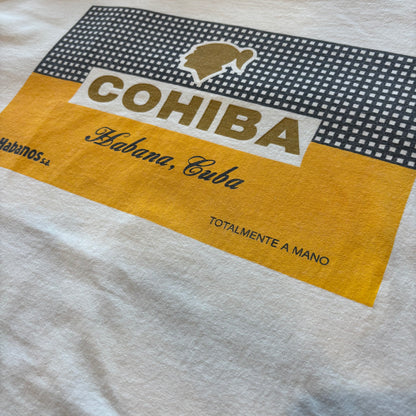 COHIBA
Habana, Cuba
Habanos s.a.
TOTALMENTE A MANO